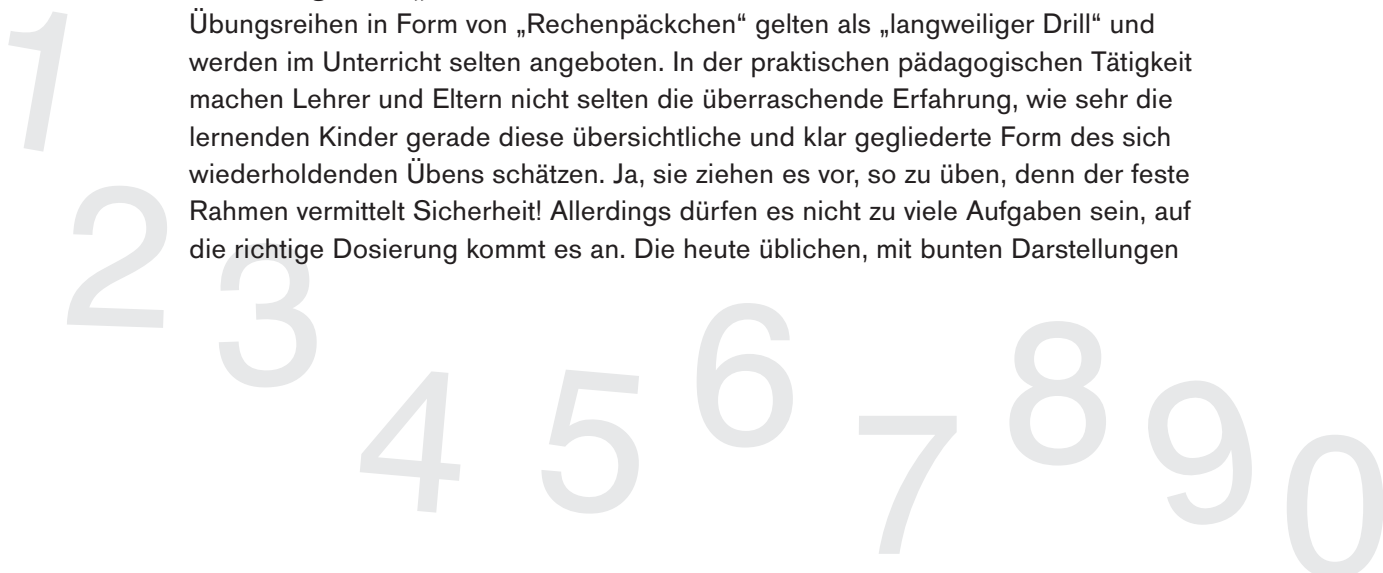 Übungsreihen in Form von „Rechenpäckchen“ gelten als „langweiliger Drill“ und
werden im Unterricht selten angeboten. In der praktischen pädagogischen Tätigkeit
machen Lehrer und Eltern nicht selten die überraschende Erfahrung, wie sehr die
lernenden Kinder gerade diese übersichtliche und klar gegliederte Form des sich
wiederholenden Übens schätzen. Ja, sie ziehen es vor, so zu üben, denn der feste
Rahmen vermittelt Sicherheit! Allerdings dürfen es nicht zu viele Aufgaben sein, auf
die richtige Dosierung kommt es an. Die heute üblichen, mit bunten Darstellungen
1 2 3 4 5 6 7 8 9 0